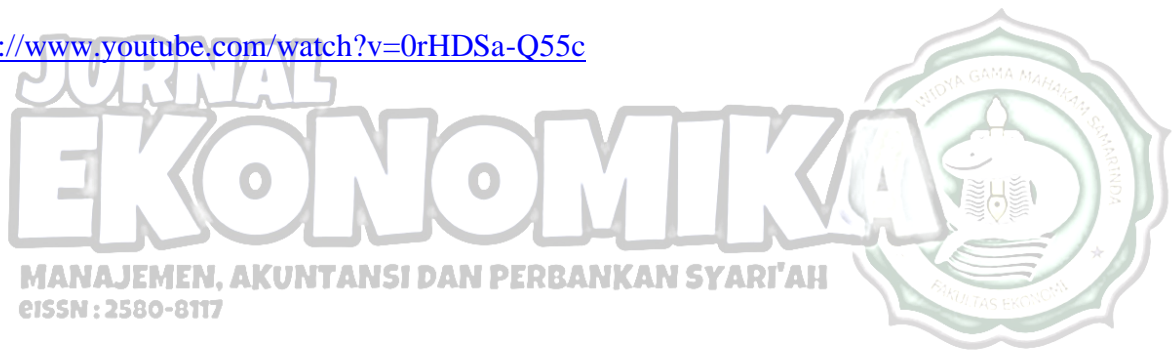 ://www.youtube.com/watch?v=0rHDSa-Q55c
JURNAL
EKONOMIKA
MANAJEMEN, AKUNTANSI DAN PERBANKAN SYARI'AH
eISSN : 2580-8117
WIDYA GAMA MAHAKAM SAMARINDA
FAKULTAS EKONOMI